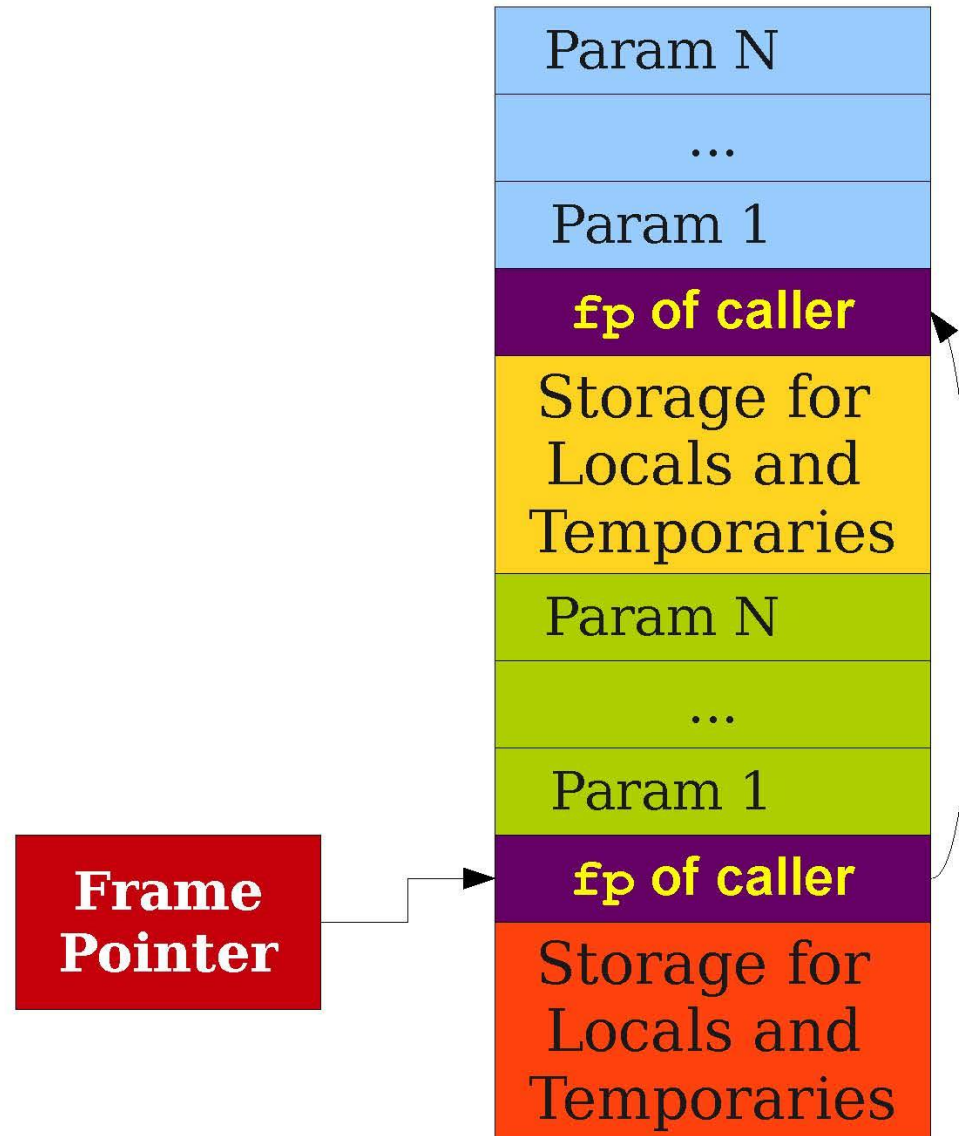 Param N
...
Param 1
fp of caller
Storage for
Locals and
Temporaries
Param N
...
Param 1
fp of caller
Frame
Pointer
Storage for
Locals and
Temporaries